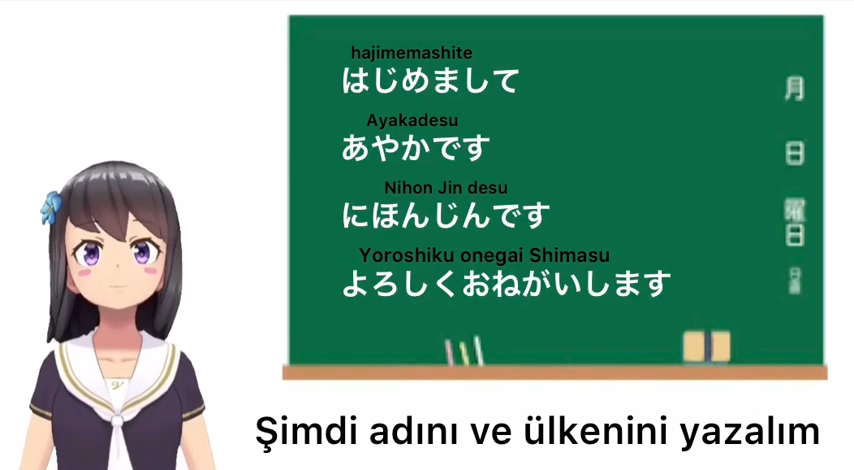 hajimemashite
はじめまして
Ayakadesu
あやかです
Nihon Jin desu
にほんじんです
Yoroshiku onegai Shimasu
よろしくおねがいします
月
日
曜
日
Şimdi adını ve ülkenini yazalım